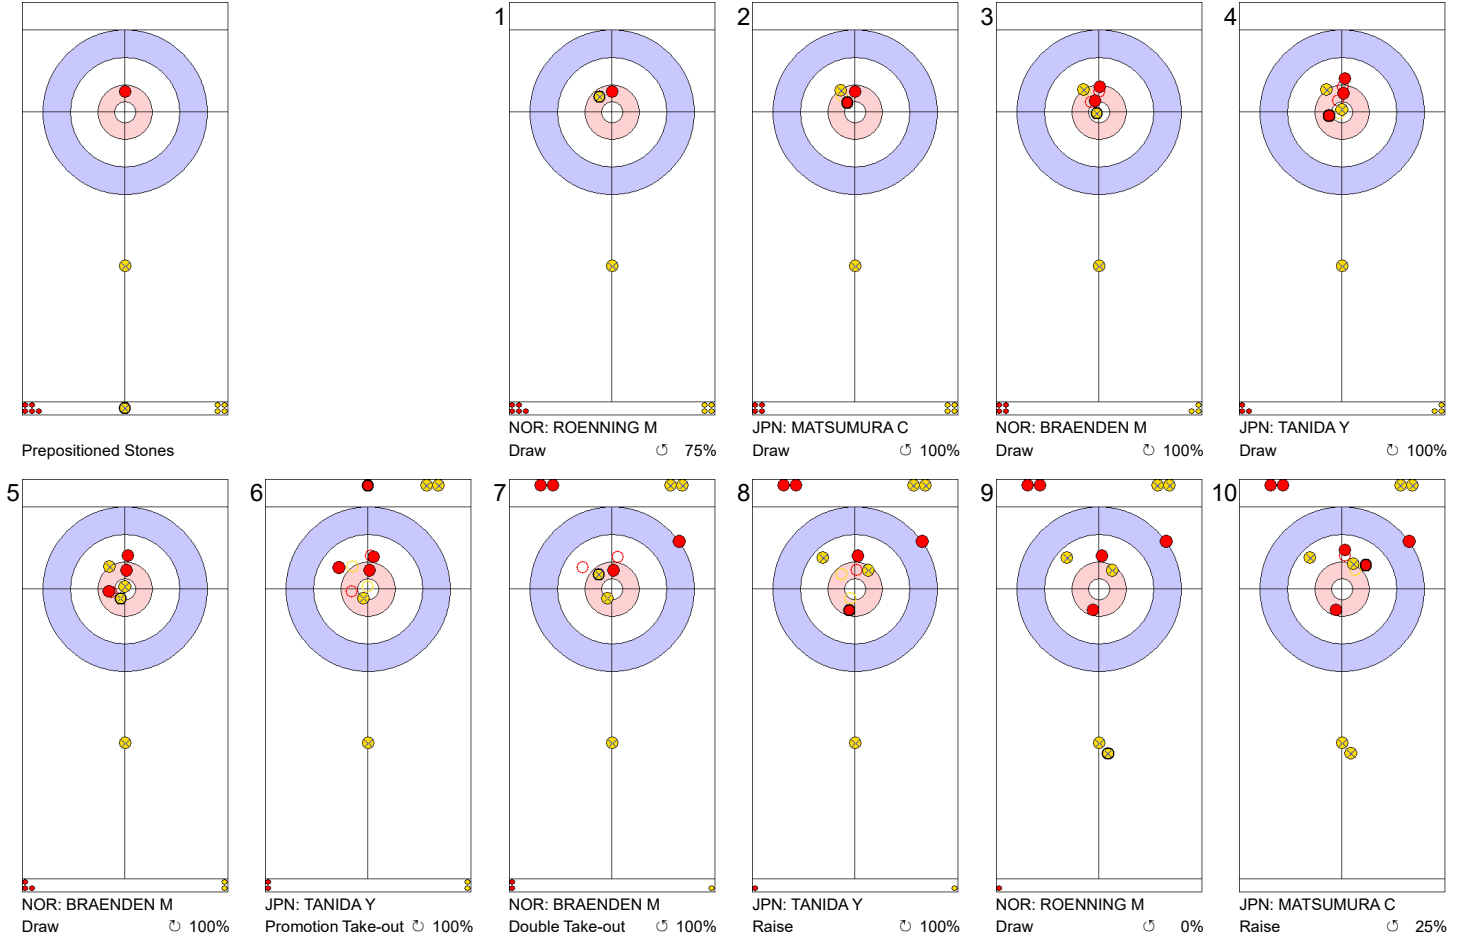 1
2
3
4
Prepositioned Stones
NOR: ROENNING M
Draw ↺ 75%
JPN: MATSUMURA C
Draw ↺ 100%
NOR: BRAENDEN M
Draw ↻ 100%
JPN: TANIDA Y
Draw ↻ 100%
5
6
7
8
9
10
NOR: BRAENDEN M
Draw ↻ 100%
JPN: TANIDA Y
Promotion Take-out ↻ 100%
NOR: BRAENDEN M
Double Take-out ↻ 100%
JPN: TANIDA Y
Raise ↻ 100%
NOR: ROENNING M
Draw ↻ 0%
JPN: MATSUMURA C
Raise ↺ 25%